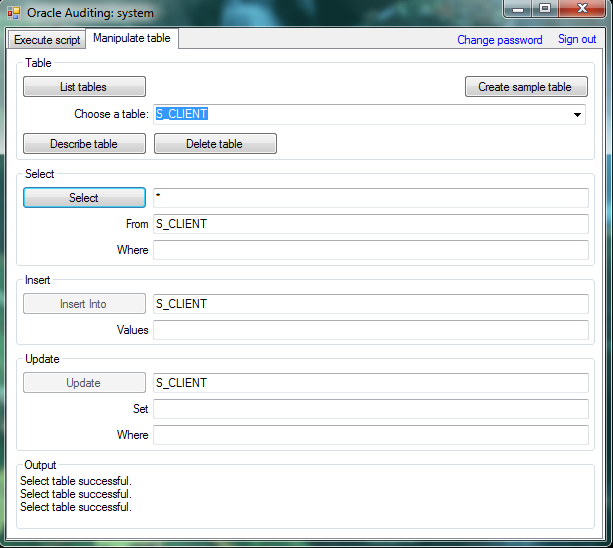 Oracle Auditing: system
Execute script Manipulate table Change password Sign out
Table
List tables Create sample table
Choose a table: S_CLIENT
Describe table Delete table
Select
Select *
From S_CLIENT
Where
Insert
Insert Into S_CLIENT
Values
Update
Update S_CLIENT
Set
Where
Output
Select table successful.
Select table successful.
Select table successful.